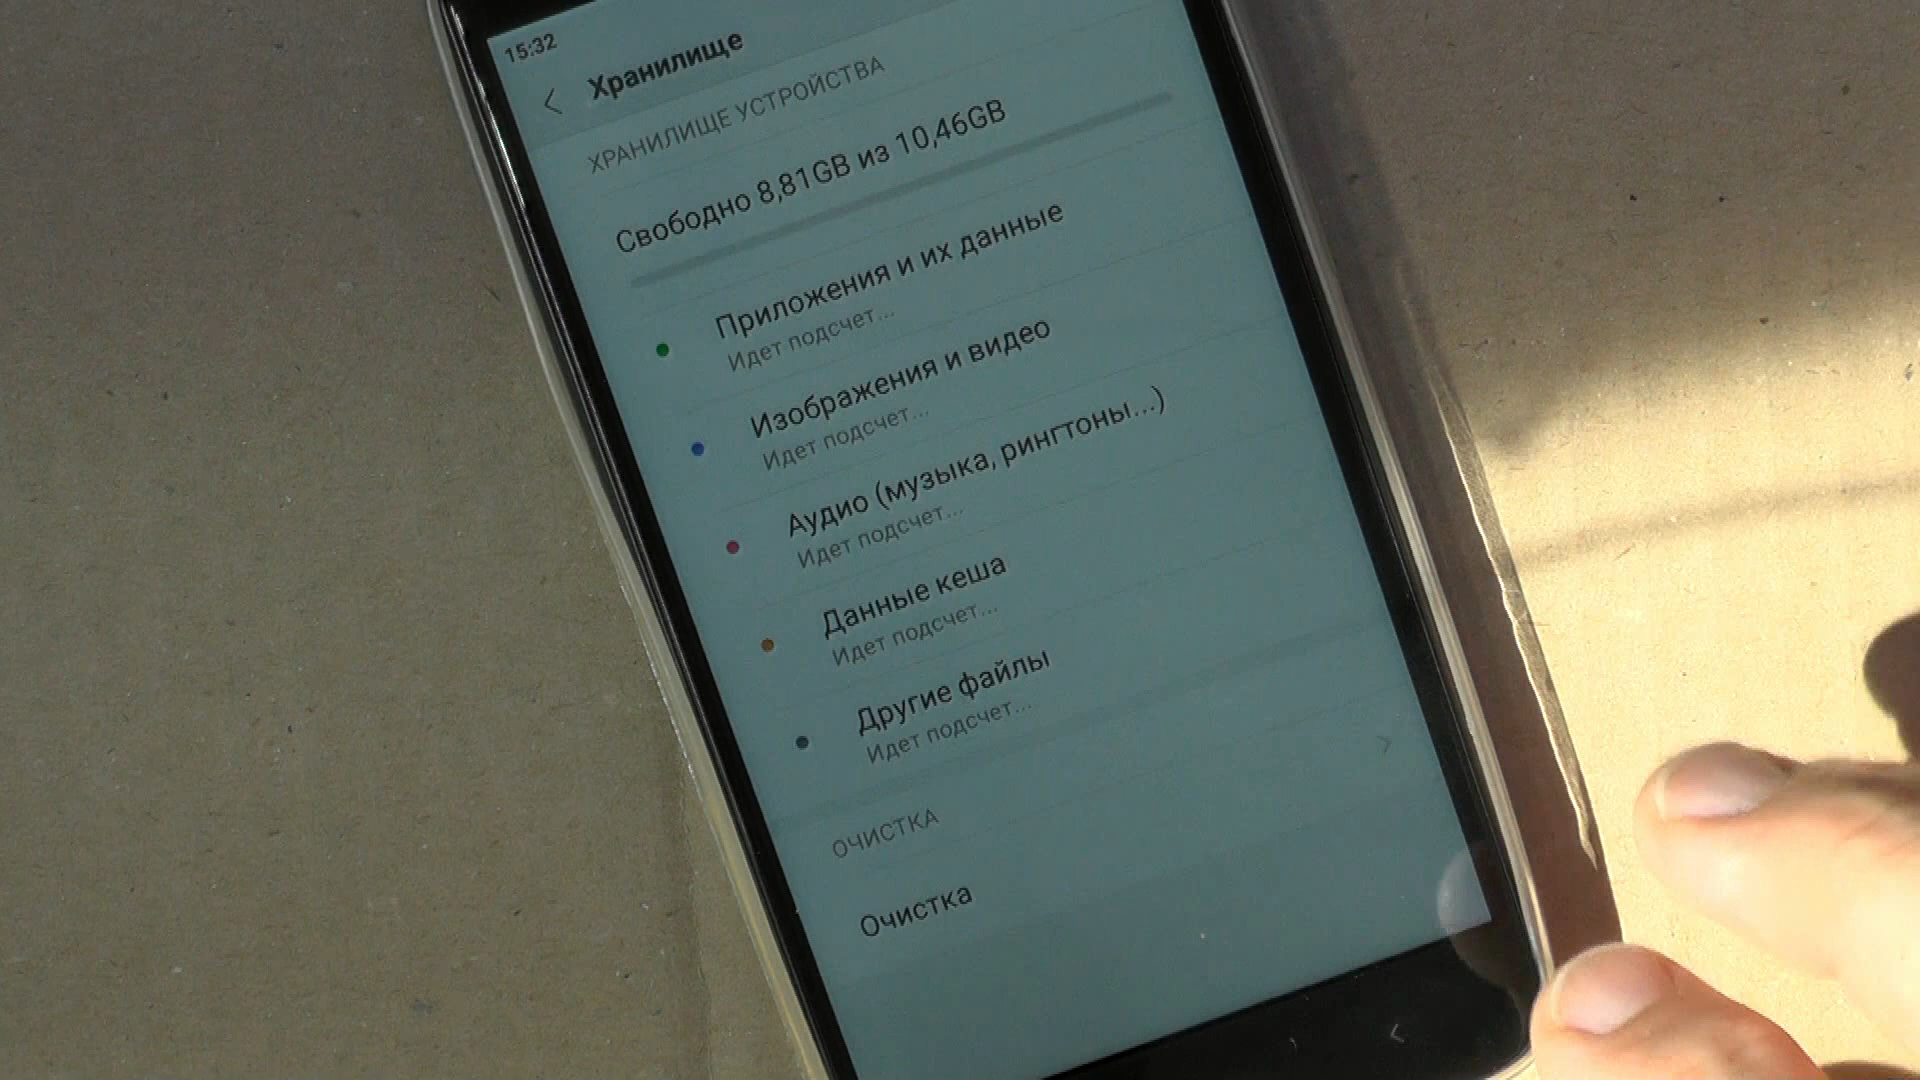 15:32
Хранилище
ХРАНИЛИЩЕ УСТРОЙСТВА
Свободно 8,81GB из 10,46GB
Приложения и их данные
Идет подсчет...
Изображения и видео
Идет подсчет...
Аудио (музыка, рингтоны...)
Идет подсчет...
Данные кеша
Идет подсчет...
Другие файлы
Идет подсчет...
ОЧИСТКА
Очистка